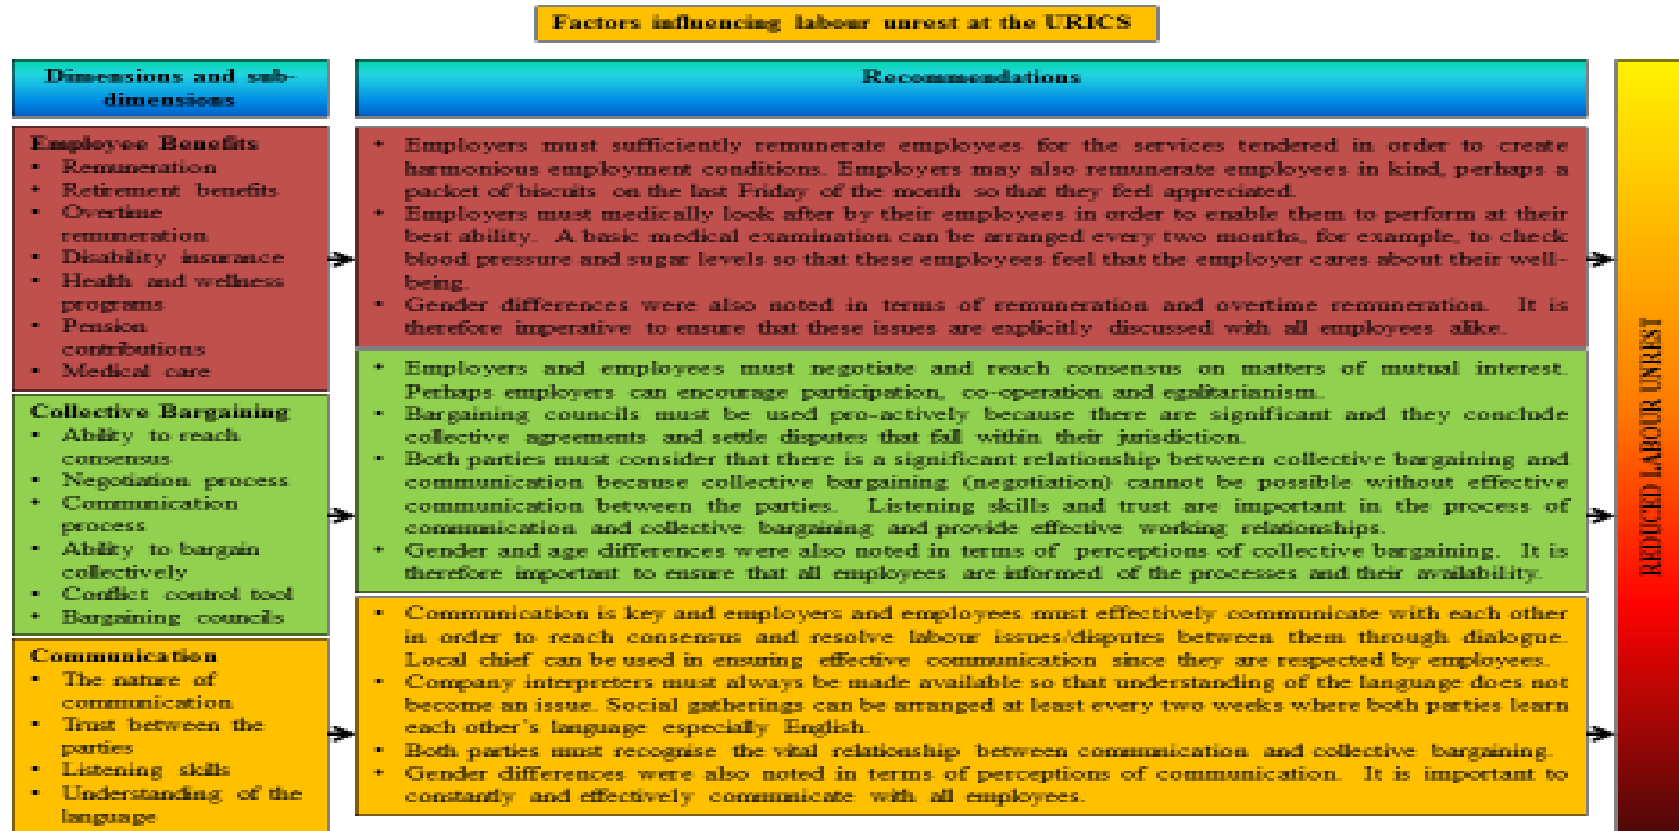 Factors influencing labour unrest at the URICS
Dimensions and sub-
dimensions
Recommendations
Employee Benefits
• Remuneration
• Retirement benefits
• Overtime
remuneration
• Disability insurance
• Health and wellness
programs
• Pension
contributions
• Medical care
• Employers must sufficiently remunerate employees for the services tendered in order to create
harmonious employment conditions. Employers may also remunerate employees in kind, perhaps a
packet of biscuits on the last Friday of the month so that they feel appreciated.
• Employers must medically look after by their employees in order to enable them to perform at their
best ability. A basic medical examination can be arranged every two months, for example, to check
blood pressure and sugar levels so that these employees feel that the employer cares about their well-
being.
• Gender differences were also noted in terms of remuneration and overtime remuneration. It is
therefore imperative to ensure that these issues are explicitly discussed with all employees alike.
Collective Bargaining
• Ability to reach
consensus
• Negotiation process
• Communication
process
• Ability to bargain
collectively
• Conflict control tool
• Bargaining councils
• Employers and employees must negotiate and reach consensus on matters of mutual interest.
Perhaps employers can encourage participation, co-operation and egalitarianism.
• Bargaining councils must be used pro-actively because there are significant and they conclude
collective agreements and settle disputes that fall within their jurisdiction.
• Both parties must consider that there is a significant relationship between collective bargaining and
communication because collective bargaining (negotiation) cannot be possible without effective
communication between the parties. Listening skills and trust are important in the process of
communication and collective bargaining and provide effective working relationships.
• Gender and age differences were also noted in terms of perceptions of collective bargaining. It is
therefore important to ensure that all employees are informed of the processes and their availability.
Communication
• The nature of
communication
• Trust between the
parties
• Listening skills
• Understanding of the
language
• Communication is key and employers and employees must effectively communicate with each other
in order to reach consensus and resolve labour issues/disputes between them through dialogue.
Local chief can be used in ensuring effective communication since they are respected by employees.
• Company interpreters must always be made available so that understanding of the language does not
become an issue. Social gatherings can be arranged at least every two weeks where both parties learn
each other's language especially English.
• Both parties must recognise the vital relationship between communication and collective bargaining.
• Gender differences were also noted in terms of perceptions of communication. It is important to
constantly and effectively communicate with all employees.
REDUCED LABOUR UNREST